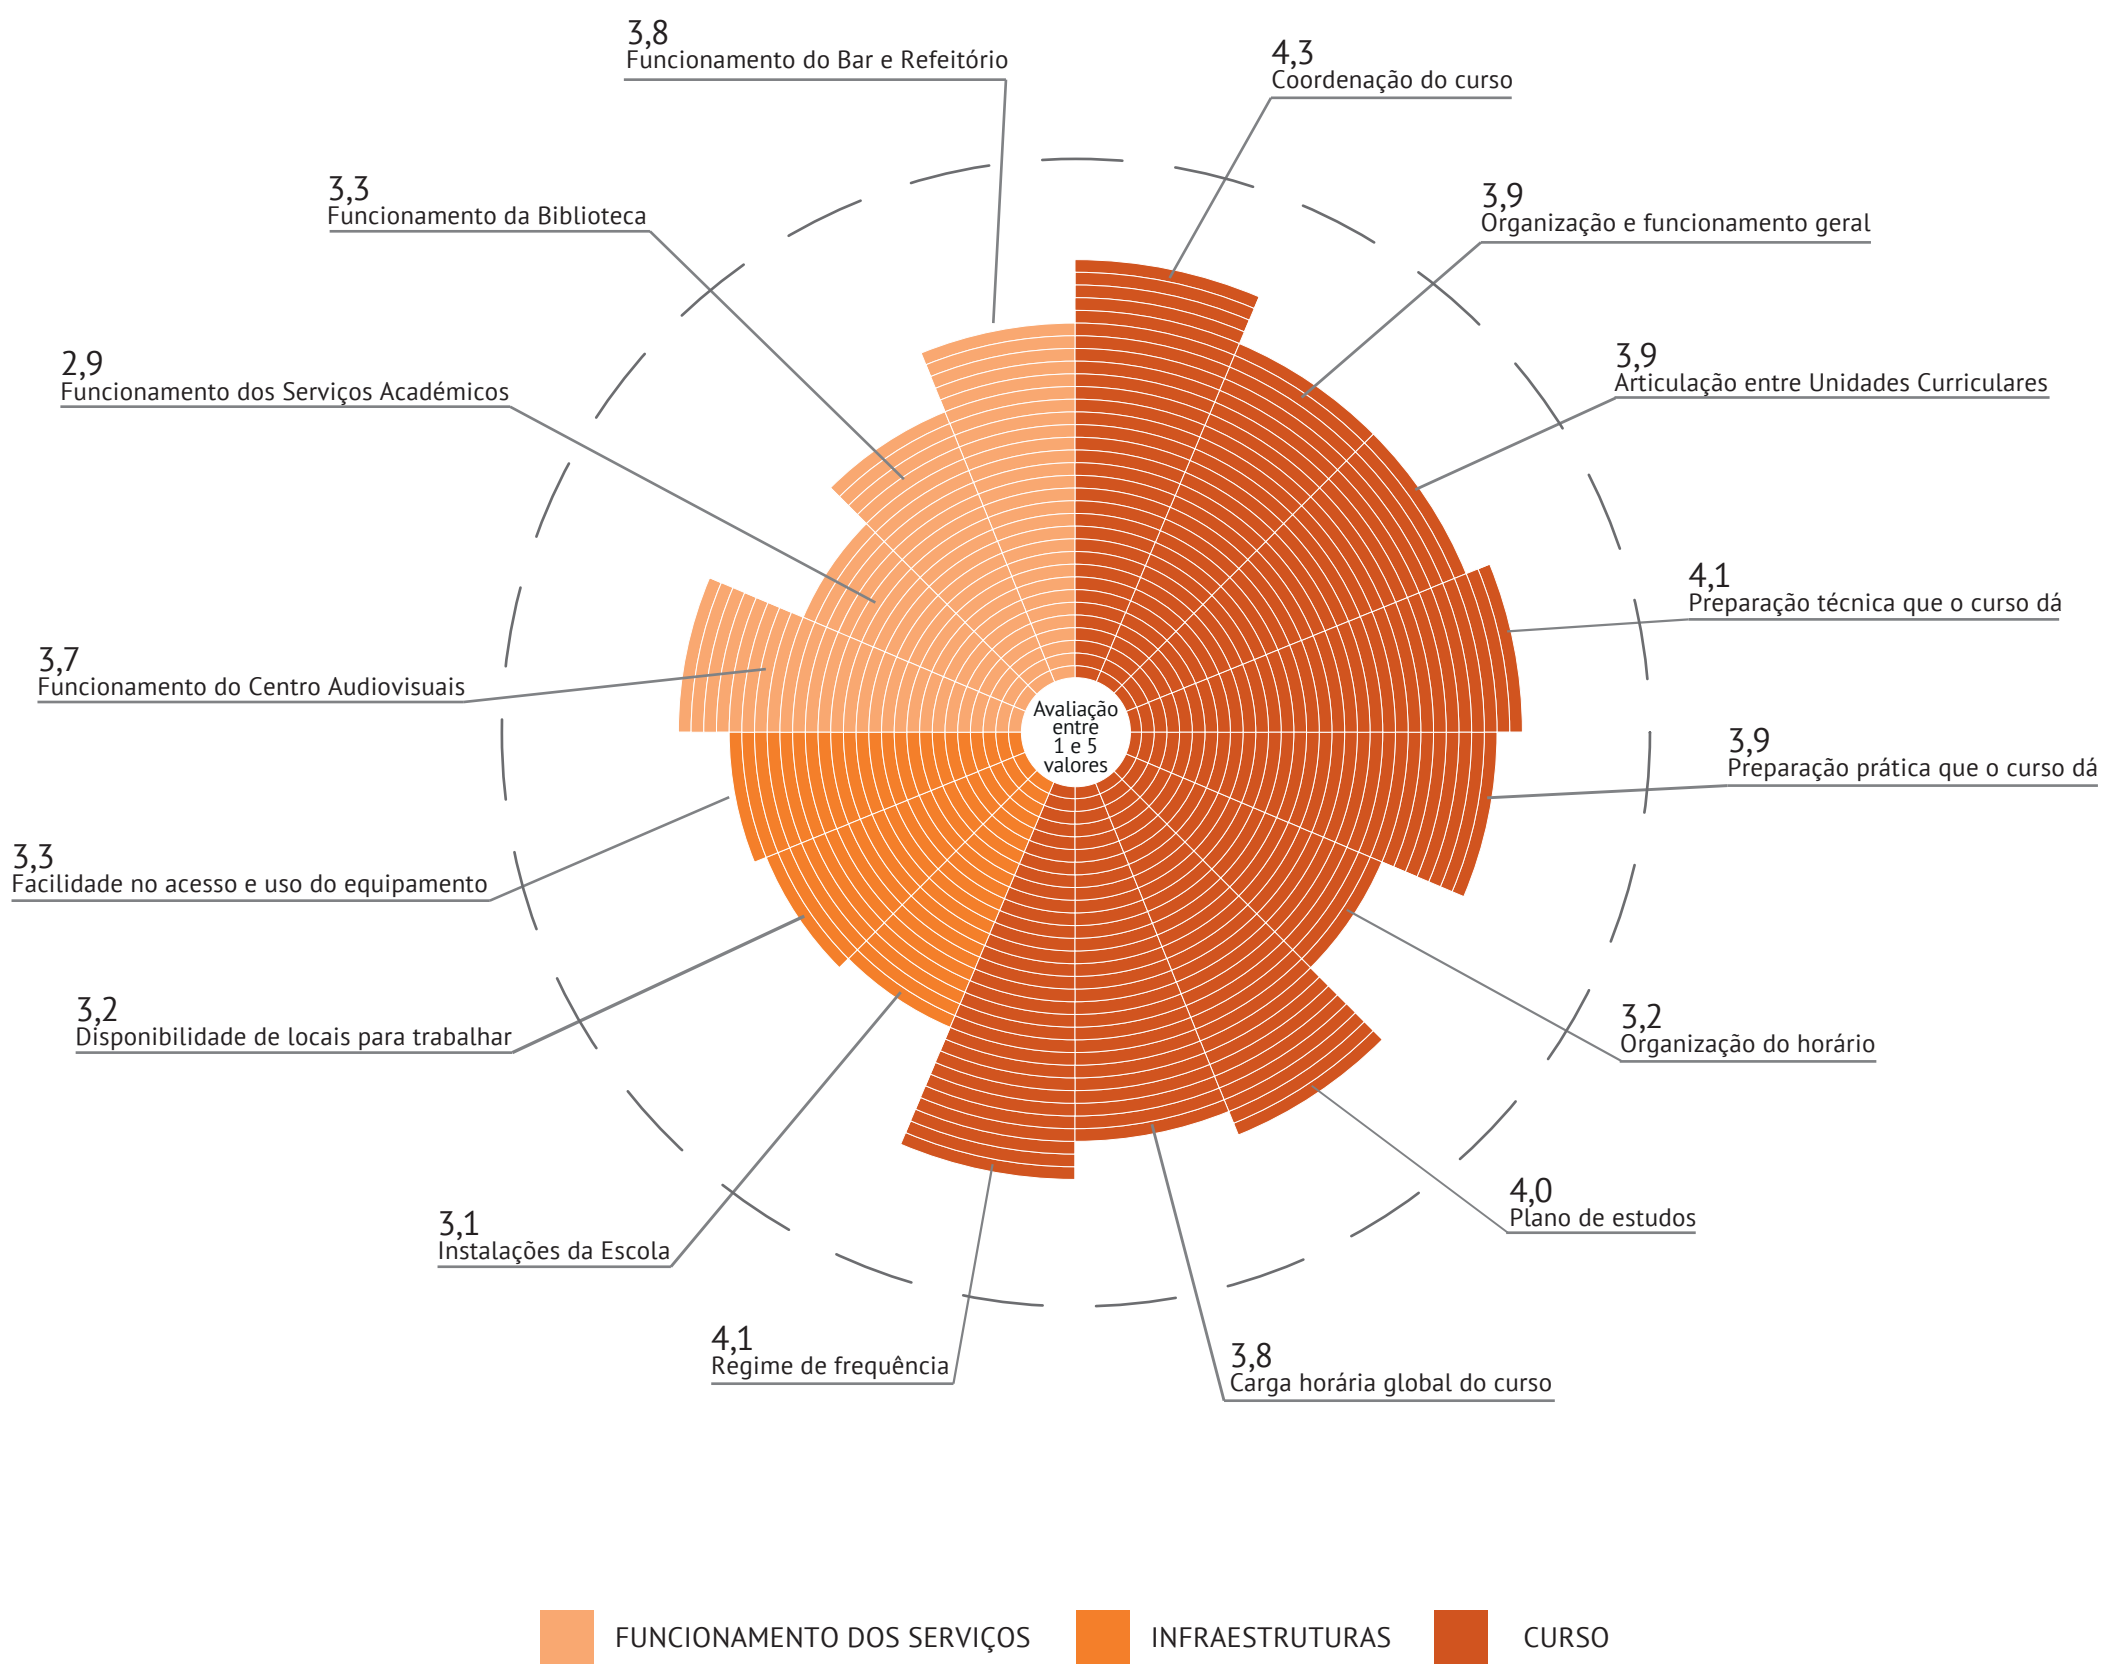 3,8
Funcionamento do Bar e Refeitório
4,3
Coordenação do curso
3,3
Funcionamento da Biblioteca
3,9
Organização e funcionamento geral
2,9
Funcionamento dos Serviços Académicos
3,9
Articulação entre Unidades Curriculares
4,1
Preparação técnica que o curso dá
3,7
Funcionamento do Centro Audiovisuais
Avaliação
entre
1 e 5
valores
3,9
Preparação prática que o curso dá
3,3
Facilidade no acesso e uso do equipamento
3,2
Disponibilidade de locais para trabalhar
3,2
Organização do horário
3,1
Instalações da Escola
4,0
Plano de estudos
4,1
Regime de frequência
3,8
Carga horária global do curso
FUNCIONAMENTO DOS SERVIÇOS
INFRAESTRUTURAS
CURSO